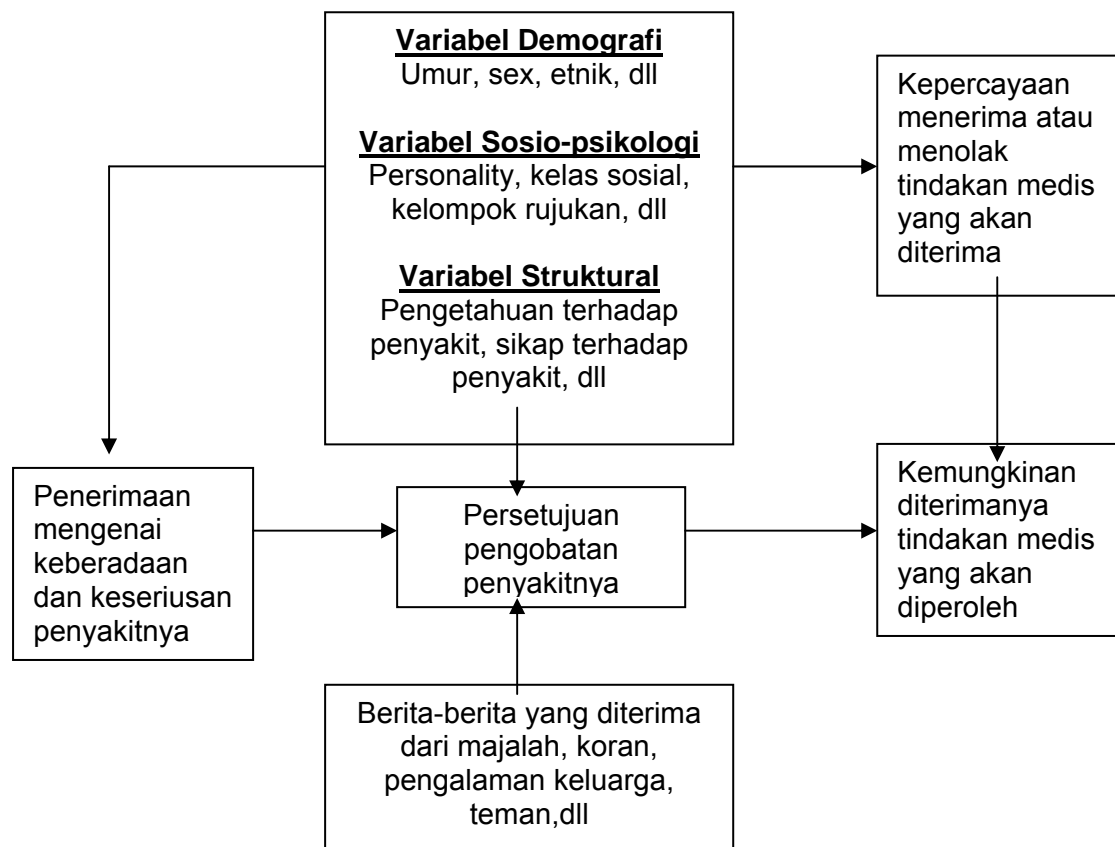 Variabel Demografi
Umur, sex, etnik, dll
Variabel Sosio-psikologi
Personality, kelas sosial,
kelompok rujukan, dll
Variabel Struktural
Pengetahuan terhadap
penyakit, sikap terhadap
penyakit, dll
Kepercayaan
menerima atau
menolak
tindakan medis
yang akan
diterima
Penerimaan
mengenai
keberadaan
dan keseriusan
penyakitnya
Persetujuan
pengobatan
penyakitnya
Kemungkinan
diterimanya
tindakan medis
yang akan
diperoleh
Berita-berita yang diterima
dari majalah, koran,
pengalaman keluarga,
teman,dll